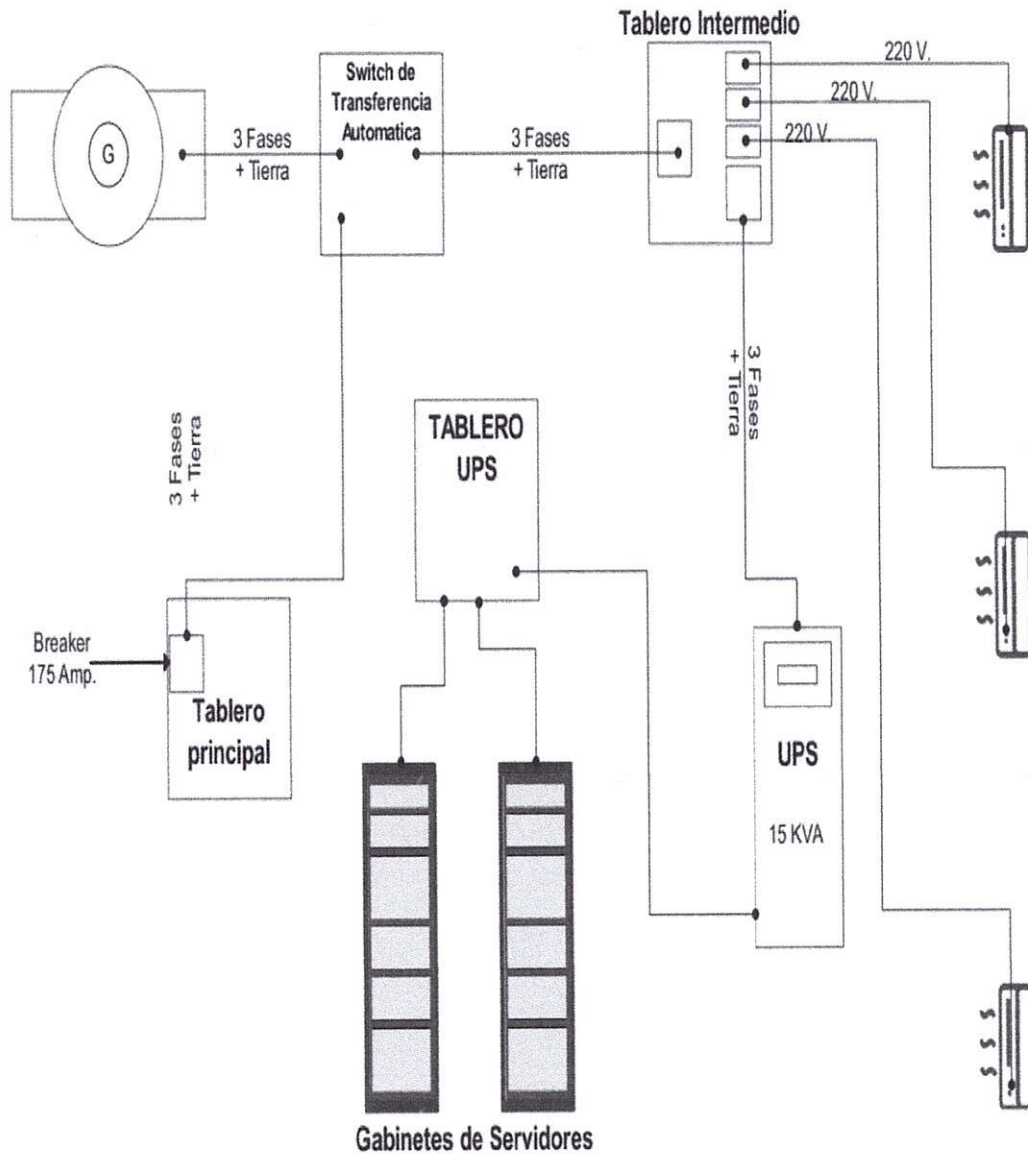 Tablero Intermedio
Switch de
Transferencia
Automatica
G
3 Fases
+ Tierra
3 Fases
+ Tierra
220 V.
220 V.
220 V.
3 Fases
+ Tierra
3 Fases
+ Tierra
TABLERO
UPS
Breaker
175 Amp.
Tablero
principal
UPS
15 KVA
Gabinetes de Servidores